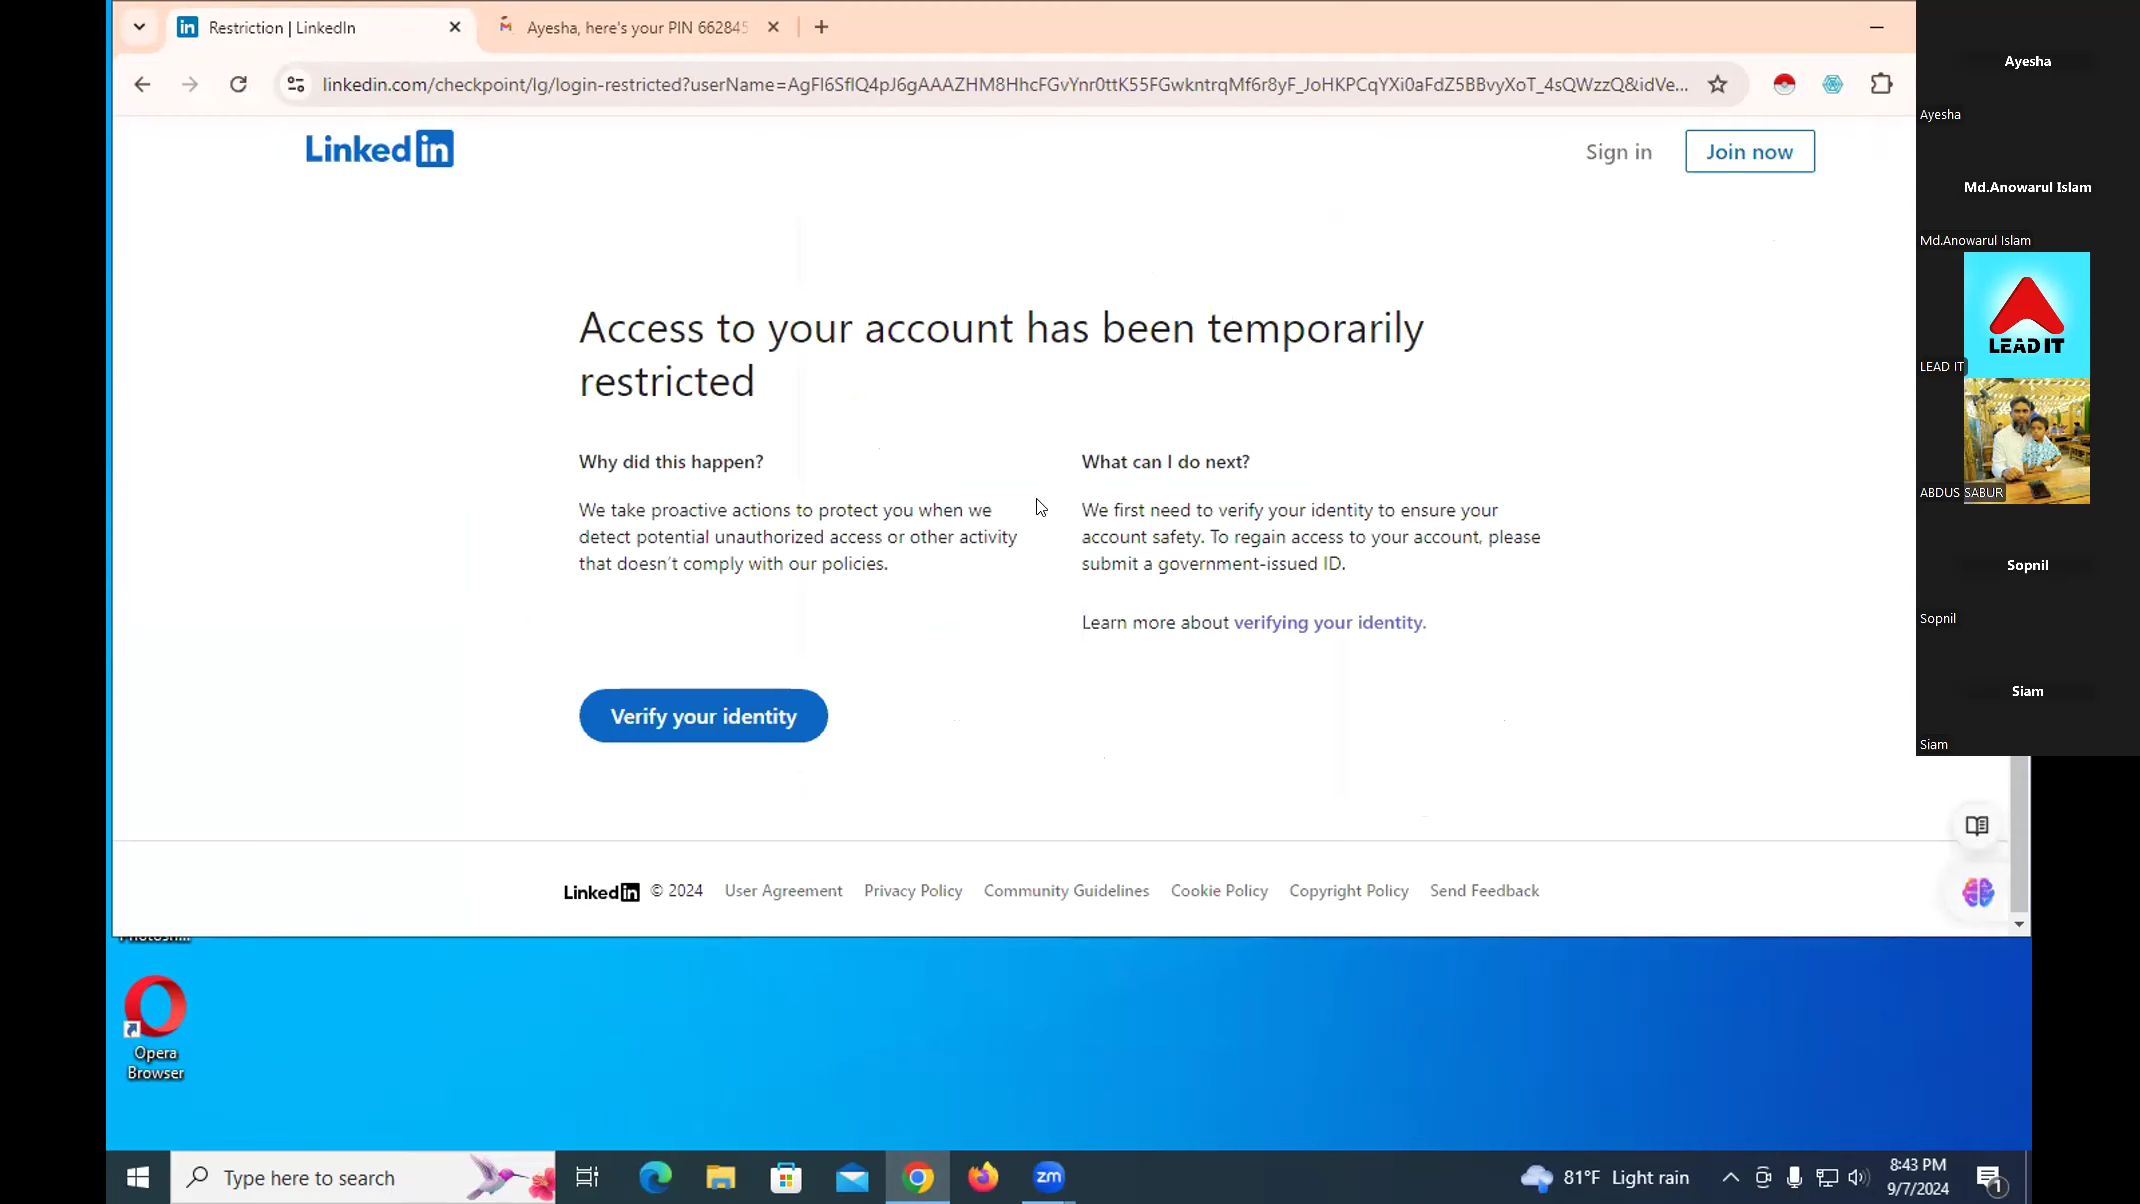 Restriction | LinkedIn
Ayesha, here's your PIN 662845
linkedin.com/checkpoint/lg/login-restricted?userName=AgFl6SflQ4pJ6gAAAZHM8HhcFGvYnr0ttK55FGwkntrqMf6r8yF_JoHKPCqYXi0aFdZ5BBvyXoT_4sQWzzQ&idVe...
LinkedIn
Sign in
Join now
Access to your account has been temporarily
restricted
Why did this happen?
We take proactive actions to protect you when we
detect potential unauthorized access or other activity
that doesn't comply with our policies.
What can I do next?
We first need to verify your identity to ensure your
account safety. To regain access to your account, please
submit a government-issued ID.
Learn more about verifying your identity.
Verify your identity
LinkedIn © 2024 User Agreement Privacy Policy Community Guidelines Cookie Policy Copyright Policy Send Feedback
Ayesha
Ayesha
Md.Anowarul Islam
Md.Anowarul Islam
LEAD IT
LEAD IT
ABDUS SABUR
Sopnil
Sopnil
Siam
Siam
Opera
Browser
Type here to search
zm
81°F Light rain
8:43 PM
9/7/2024
1